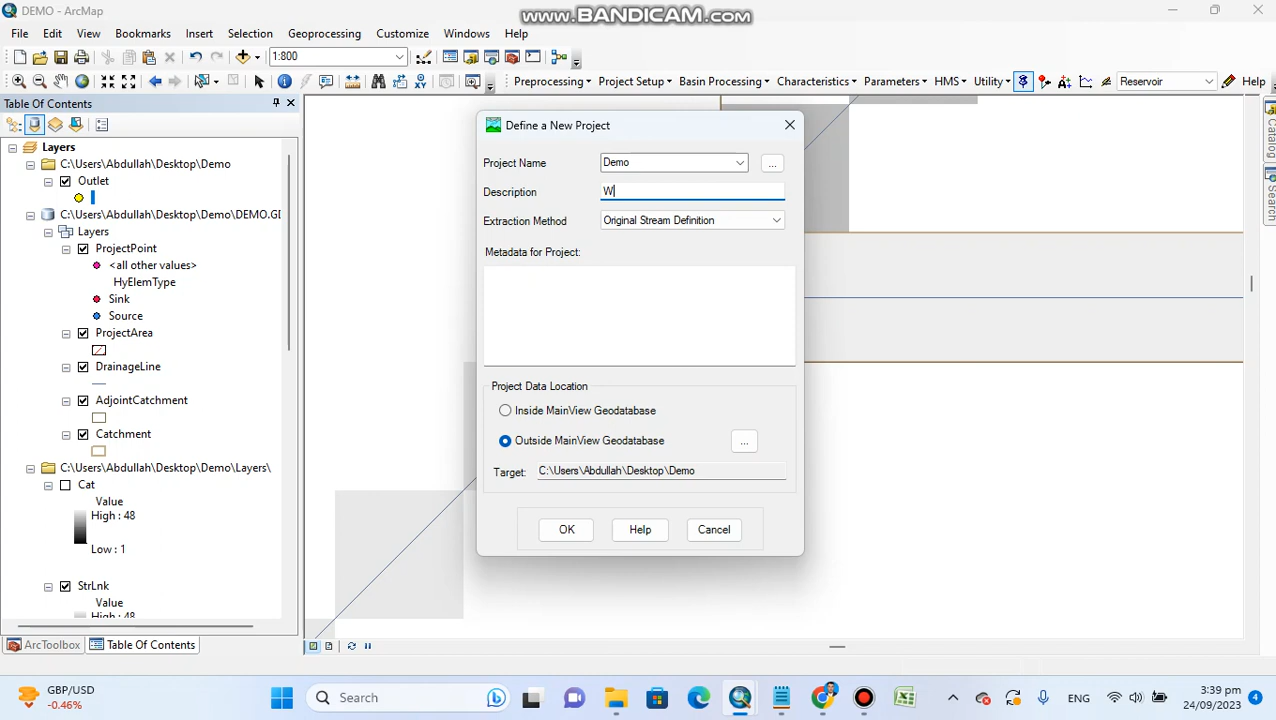 DEMO - ArcMap
www.BANDICAM.com
File Edit View Bookmarks Insert Selection Geoprocessing Customize Windows Help
1:800
Preprocessing Project Setup Basin Processing Characteristics Parameters HMS Utility Reservoir Help
Table Of Contents
Layers
C:\Users\Abdullah\Desktop\Demo
Outlet
C:\Users\Abdullah\Desktop\Demo\DEMO.GD
Layers
ProjectPoint
<all other values>
HyElemType
Sink
Source
ProjectArea
DrainageLine
AdjointCatchment
Catchment
C:\Users\Abdullah\Desktop\Demo\Layers\
Cat
Value
High : 48
Low : 1
StrLnk
Value
High : 48
ArcToolbox Table Of Contents
Define a New Project
Project Name Demo ...
Description W
Extraction Method Original Stream Definition
Metadata for Project:
Project Data Location
Inside MainView Geodatabase
Outside MainView Geodatabase ...
Target: C:\Users\Abdullah\Desktop\Demo
OK Help Cancel
Catalog
Search
GBP/USD
-0.46%
Search
ENG
3:39 pm
24/09/2023
4